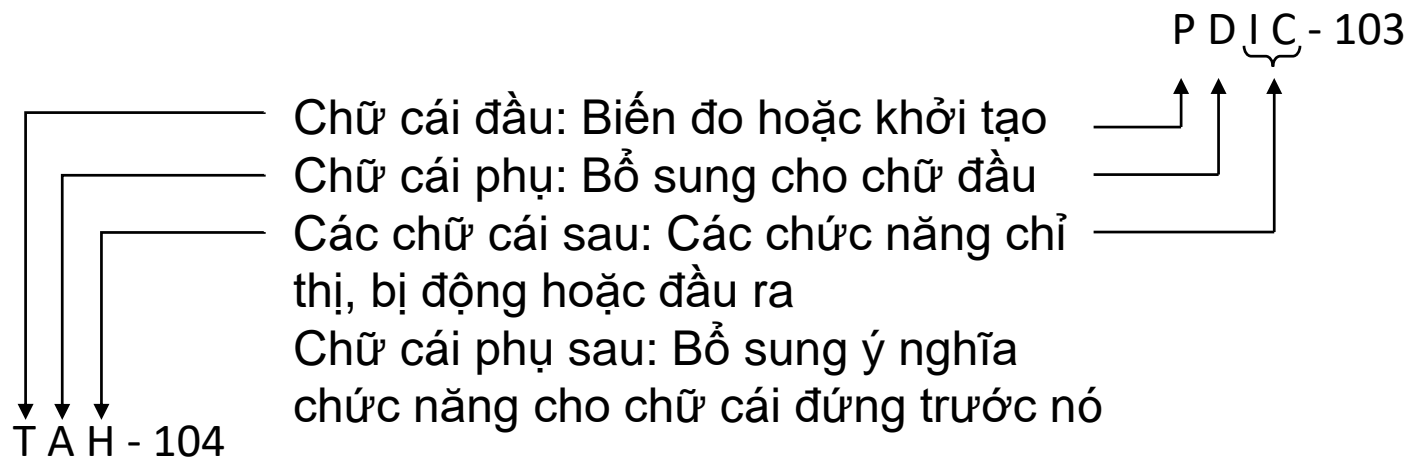 P D I C - 103
Chữ cái đầu: Biến đo hoặc khởi tạo
Chữ cái phụ: Bổ sung cho chữ đầu
Các chữ cái sau: Các chức năng chỉ
thị, bị động hoặc đầu ra
Chữ cái phụ sau: Bổ sung ý nghĩa
chức năng cho chữ cái đứng trước nó
T A H - 104